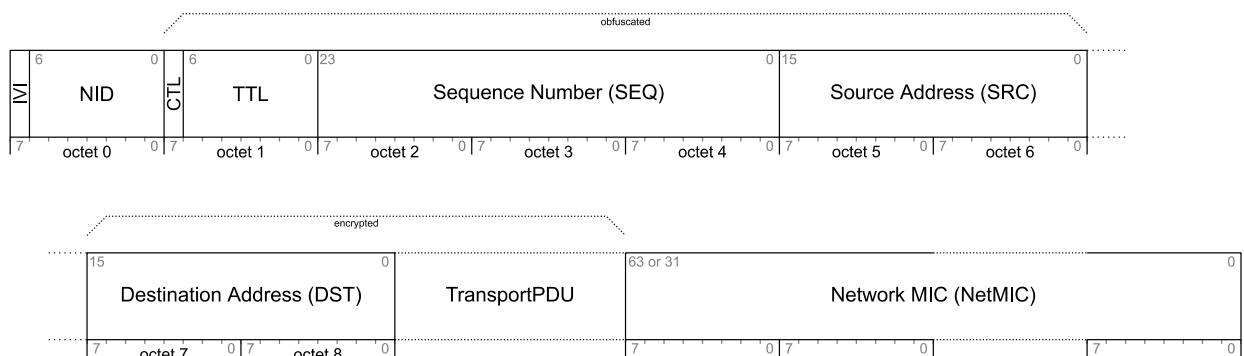 obfuscated
6 0 6 0 23 0 15 0
IVI NID CTL TTL Sequence Number (SEQ) Source Address (SRC)
7 octet 0 0 7 octet 1 0 7 octet 2 0 7 octet 3 0 7 octet 4 0 7 octet 5 0 7 octet 6 0
encrypted
15 0 63 or 31 0
Destination Address (DST) TransportPDU Network MIC (NetMIC)
7 octet 7 0 7 octet 8 0 7 0 7 0 7 0